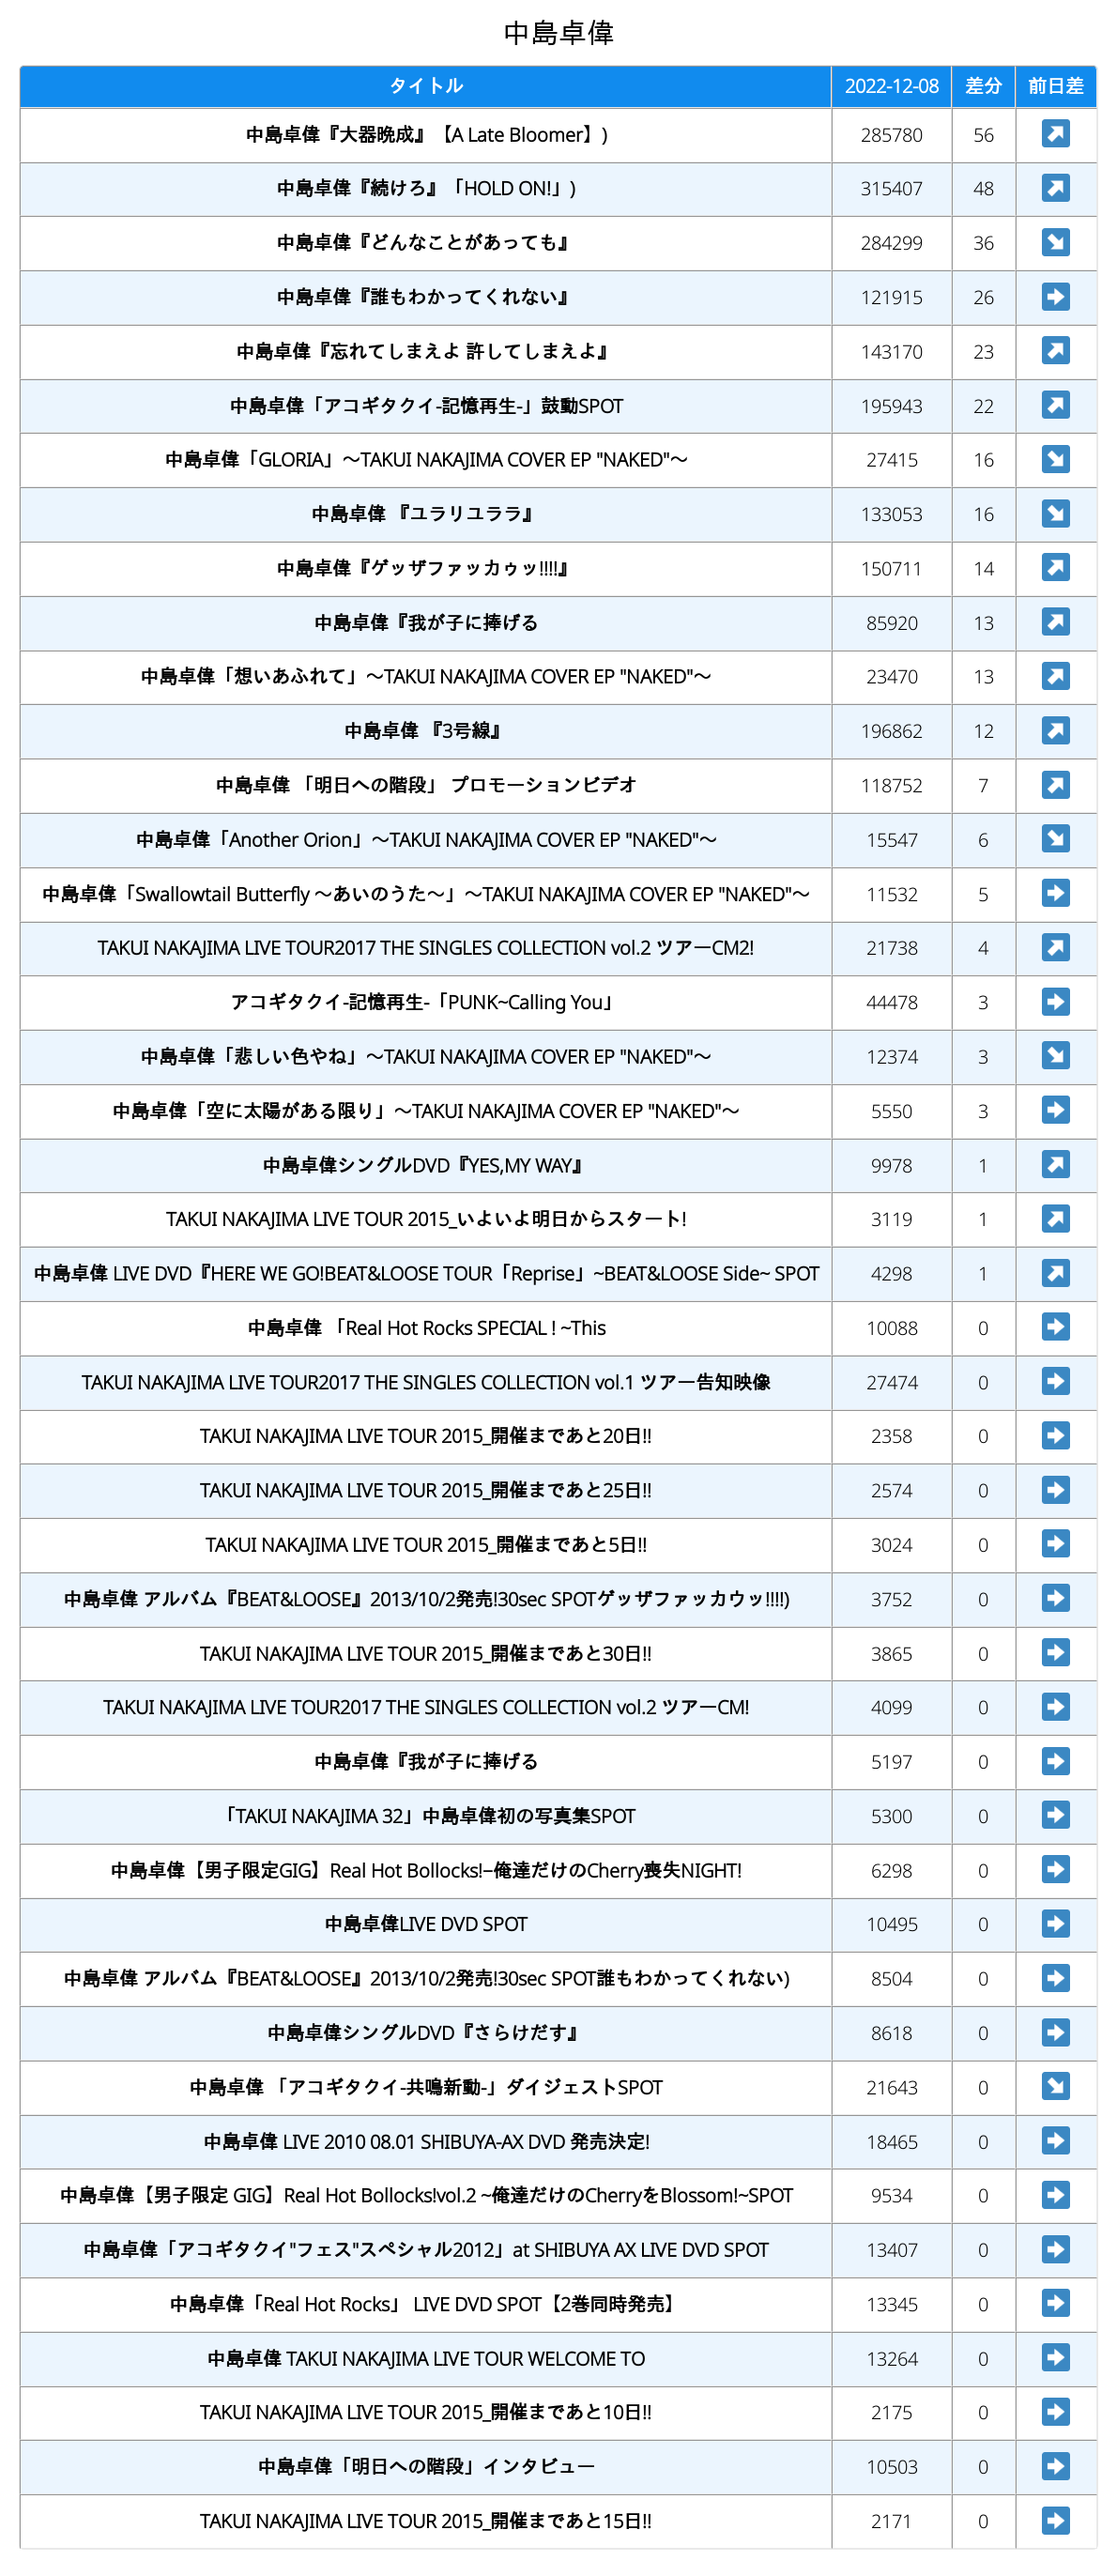 中島卓偉
タイトル 2022-12-08 差分 前日差
中島卓偉『大器晩成』【A Late Bloomer】) 285780 56 ↗
中島卓偉『続けろ』「HOLD ON!」) 315407 48 ↗
中島卓偉『どんなことがあっても』 284299 36 ↘
中島卓偉『誰もわかってくれない』 121915 26 ➡
中島卓偉『忘れてしまえよ 許してしまえよ』 143170 23 ↗
中島卓偉「アコギタクイ-記憶再生-」鼓動SPOT 195943 22 ↗
中島卓偉「GLORIA」〜TAKUI NAKAJIMA COVER EP "NAKED"〜 27415 16 ↘
中島卓偉 『ユラリユララ』 133053 16 ↘
中島卓偉『ゲッザファッカゥッ!!!!』 150711 14 ↗
中島卓偉『我が子に捧げる 85920 13 ↗
中島卓偉「想いあふれて」〜TAKUI NAKAJIMA COVER EP "NAKED"〜 23470 13 ↗
中島卓偉 『3号線』 196862 12 ↗
中島卓偉 「明日への階段」 プロモーションビデオ 118752 7 ↗
中島卓偉「Another Orion」〜TAKUI NAKAJIMA COVER EP "NAKED"〜 15547 6 ↘
中島卓偉「Swallowtail Butterfly 〜あいのうた〜」〜TAKUI NAKAJIMA COVER EP "NAKED"〜 11532 5 ➡
TAKUI NAKAJIMA LIVE TOUR2017 THE SINGLES COLLECTION vol.2 ツアーCM2! 21738 4 ↗
アコギタクイ-記憶再生-「PUNK~Calling You」 44478 3 ➡
中島卓偉「悲しい色やね」〜TAKUI NAKAJIMA COVER EP "NAKED"〜 12374 3 ↘
中島卓偉「空に太陽がある限り」〜TAKUI NAKAJIMA COVER EP "NAKED"〜 5550 3 ➡
中島卓偉シングルDVD『YES,MY WAY』 9978 1 ↗
TAKUI NAKAJIMA LIVE TOUR 2015_いよいよ明日からスタート! 3119 1 ↗
中島卓偉 LIVE DVD『HERE WE GO!BEAT&LOOSE TOUR「Reprise」~BEAT&LOOSE Side~ SPOT 4298 1 ↗
中島卓偉 「Real Hot Rocks SPECIAL ! ~This 10088 0 ➡
TAKUI NAKAJIMA LIVE TOUR2017 THE SINGLES COLLECTION vol.1 ツアー告知映像 27474 0 ➡
TAKUI NAKAJIMA LIVE TOUR 2015_開催まであと20日!! 2358 0 ➡
TAKUI NAKAJIMA LIVE TOUR 2015_開催まであと25日!! 2574 0 ➡
TAKUI NAKAJIMA LIVE TOUR 2015_開催まであと5日!! 3024 0 ➡
中島卓偉 アルバム『BEAT&LOOSE』2013/10/2発売!30sec SPOTゲッザファッカウッ!!!!) 3752 0 ➡
TAKUI NAKAJIMA LIVE TOUR 2015_開催まであと30日!! 3865 0 ➡
TAKUI NAKAJIMA LIVE TOUR2017 THE SINGLES COLLECTION vol.2 ツアーCM! 4099 0 ➡
中島卓偉『我が子に捧げる 5197 0 ➡
「TAKUI NAKAJIMA 32」中島卓偉初の写真集SPOT 5300 0 ➡
中島卓偉【男子限定GIG】Real Hot Bollocks!−俺達だけのCherry喪失NIGHT! 6298 0 ➡
中島卓偉LIVE DVD SPOT 10495 0 ➡
中島卓偉 アルバム『BEAT&LOOSE』2013/10/2発売!30sec SPOT誰もわかってくれない) 8504 0 ➡
中島卓偉シングルDVD『さらけだす』 8618 0 ➡
中島卓偉 「アコギタクイ-共鳴新動-」ダイジェストSPOT 21643 0 ↘
中島卓偉 LIVE 2010 08.01 SHIBUYA-AX DVD 発売決定! 18465 0 ➡
中島卓偉【男子限定 GIG】Real Hot Bollocks!vol.2 ~俺達だけのCherryをBlossom!~SPOT 9534 0 ➡
中島卓偉「アコギタクイ"フェス"スペシャル2012」at SHIBUYA AX LIVE DVD SPOT 13407 0 ➡
中島卓偉「Real Hot Rocks」 LIVE DVD SPOT【2巻同時発売】 13345 0 ➡
中島卓偉 TAKUI NAKAJIMA LIVE TOUR WELCOME TO 13264 0 ➡
TAKUI NAKAJIMA LIVE TOUR 2015_開催まであと10日!! 2175 0 ➡
中島卓偉「明日への階段」インタビュー 10503 0 ➡
TAKUI NAKAJIMA LIVE TOUR 2015_開催まであと15日!! 2171 0 ➡